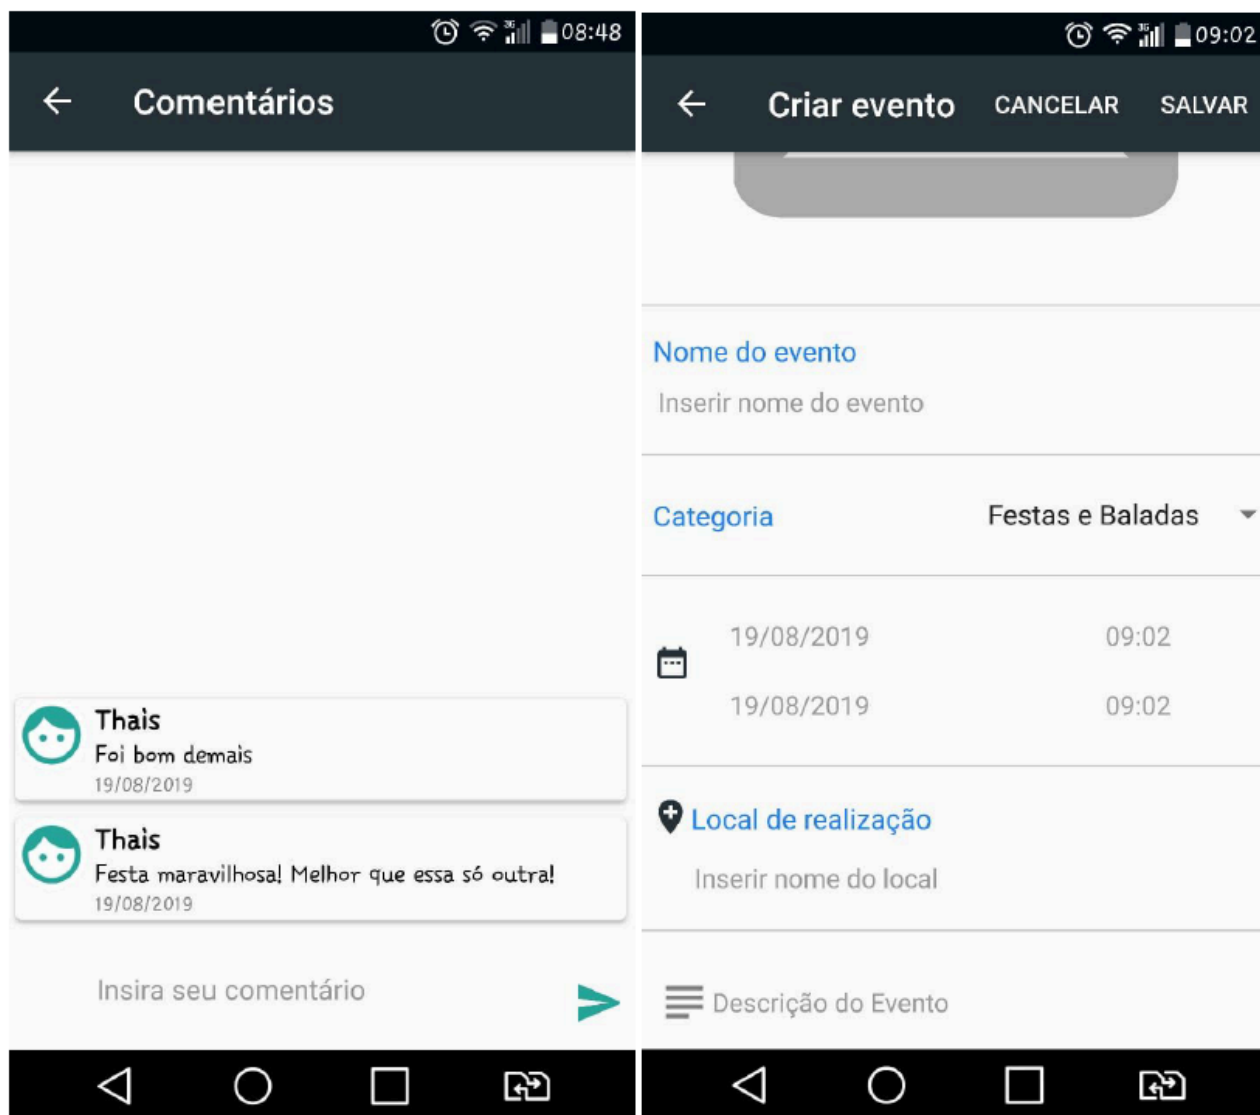 08:48
Comentários
Thais
Foi bom demais
19/08/2019
Thais
Festa maravilhosa! Melhor que essa só outra!
19/08/2019
Insira seu comentário
09:02
Criar evento CANCELAR SALVAR
Nome do evento
Inserir nome do evento
Categoria Festas e Baladas
19/08/2019 09:02
19/08/2019 09:02
Local de realização
Inserir nome do local
Descrição do Evento